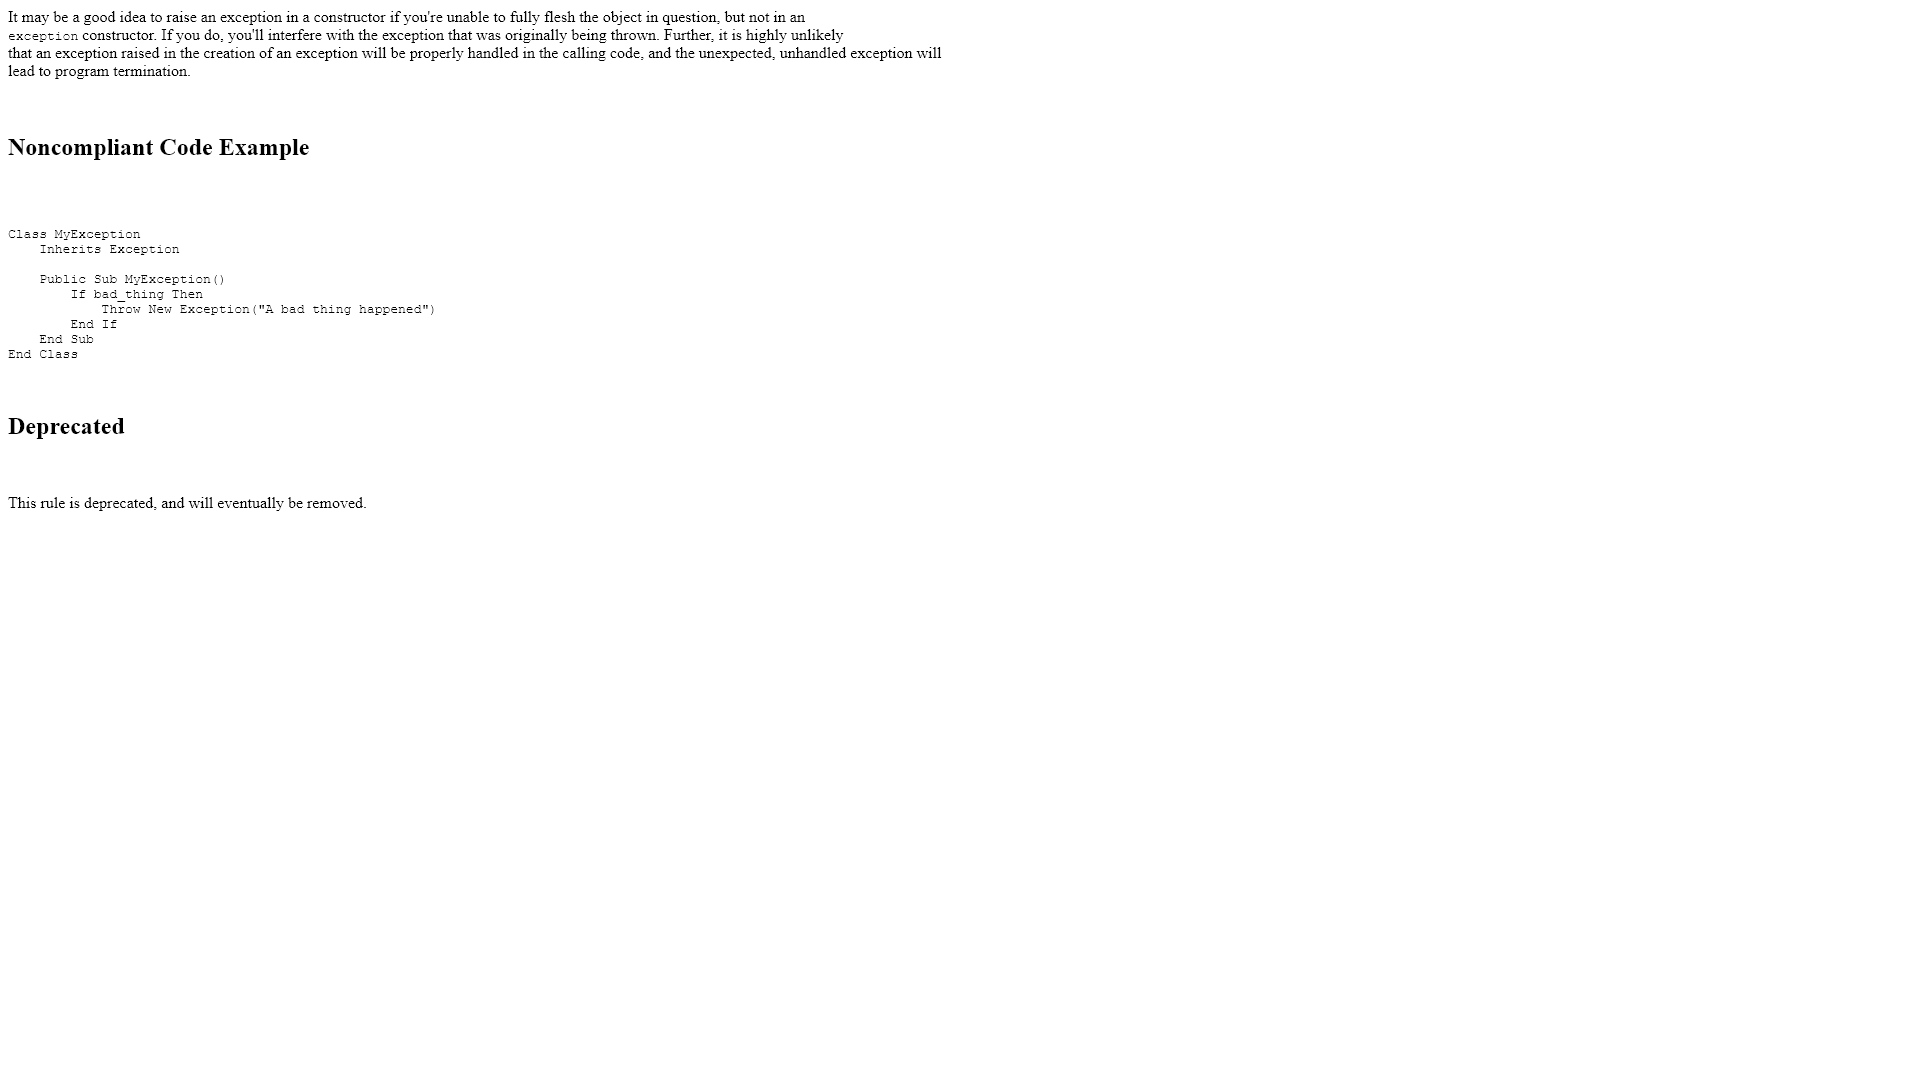 It may be a good idea to raise an exception in a constructor if you're unable to fully flesh the object in question, but not in an
exception constructor. If you do, you'll interfere with the exception that was originally being thrown. Further, it is highly unlikely
that an exception raised in the creation of an exception will be properly handled in the calling code, and the unexpected, unhandled exception will
lead to program termination.
Noncompliant Code Example
Class MyException
    Inherits Exception
    Public Sub MyException()
        If bad_thing Then
            Throw New Exception("A bad thing happened")
        End If
    End Sub
End Class
Deprecated
This rule is deprecated, and will eventually be removed.